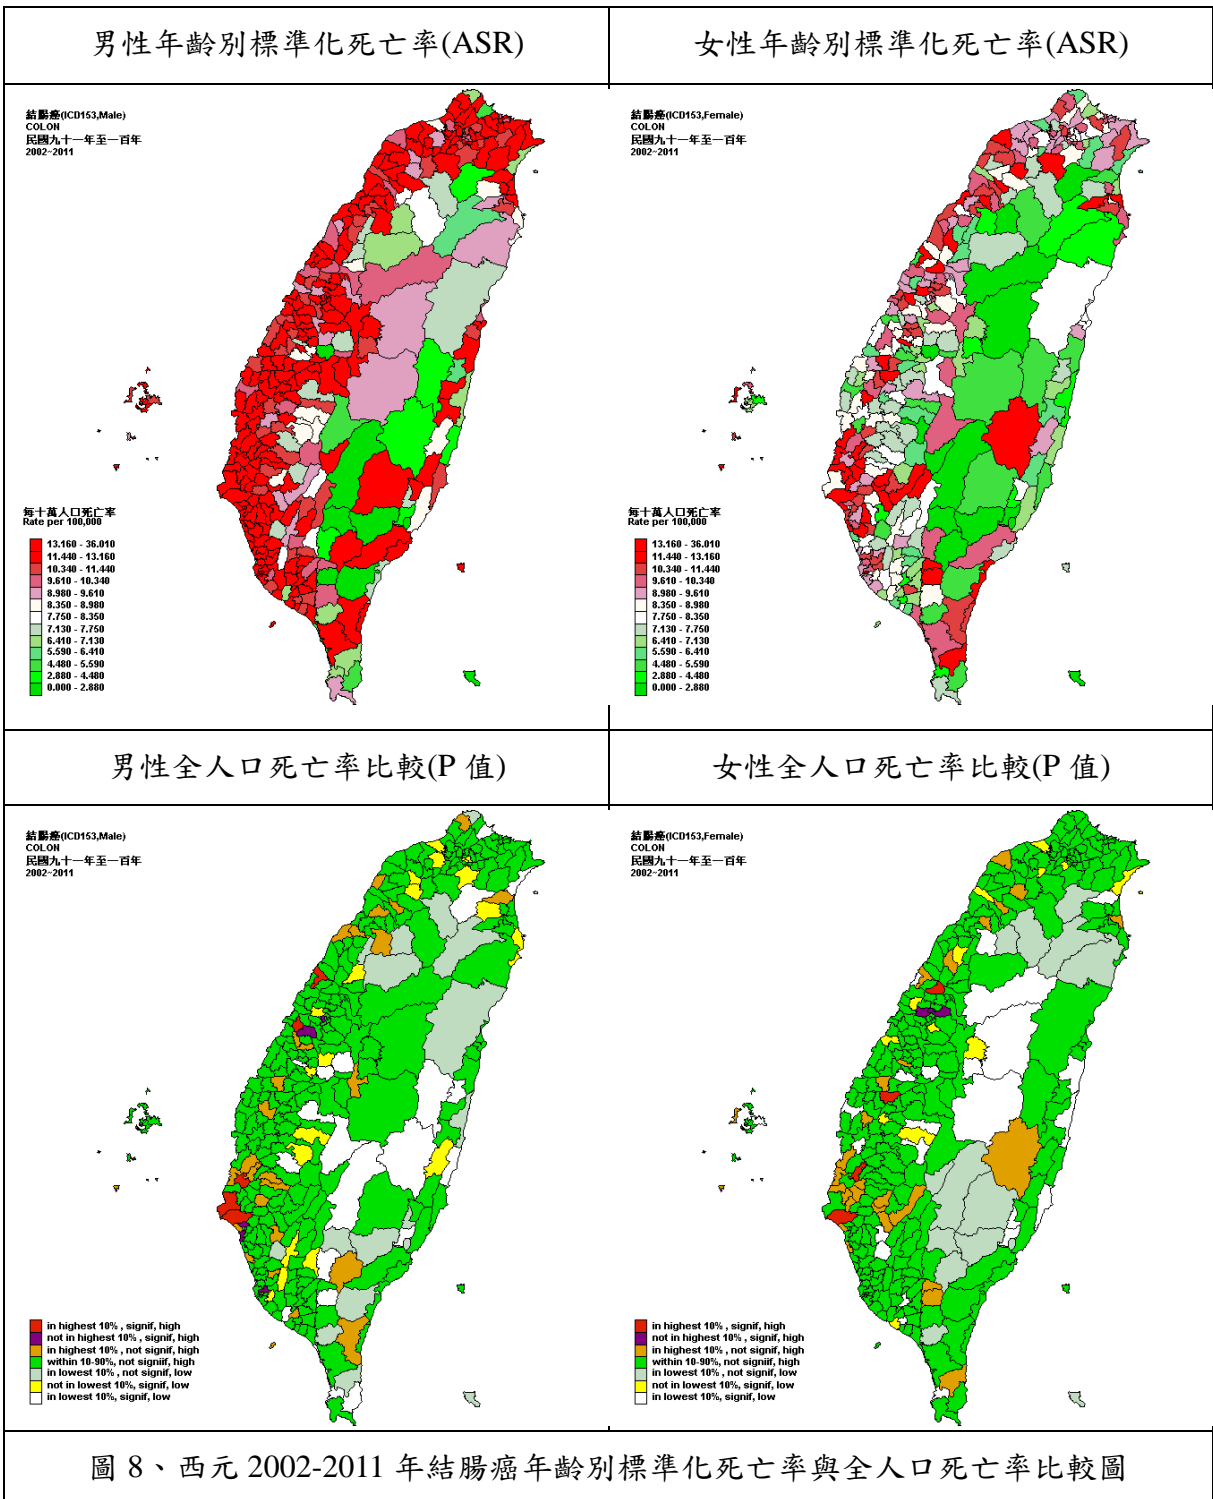 男性年齡別標準化死亡率(ASR)
女性年齡別標準化死亡率(ASR)
結腸癌(ICD153,Male)
COLON
民國九十一年至一百年
2002~2011
每十萬人口死亡率
Rate per 100,000
13.160 - 36.010
11.440 - 13.160
10.340 - 11.440
9.610 - 10.340
8.980 - 9.610
8.350 - 8.980
7.750 - 8.350
7.130 - 7.750
6.410 - 7.130
5.590 - 6.410
4.480 - 5.590
2.880 - 4.480
0.000 - 2.880
結腸癌(ICD153,Female)
COLON
民國九十一年至一百年
2002~2011
每十萬人口死亡率
Rate per 100,000
13.160 - 36.010
11.440 - 13.160
10.340 - 11.440
9.610 - 10.340
8.980 - 9.610
8.350 - 8.980
7.750 - 8.350
7.130 - 7.750
6.410 - 7.130
5.590 - 6.410
4.480 - 5.590
2.880 - 4.480
0.000 - 2.880
男性全人口死亡率比較(P 值)
女性全人口死亡率比較(P 值)
結腸癌(ICD153,Male)
COLON
民國九十一年至一百年
2002~2011
in highest 10% , signif, high
not in highest 10% , signif, high
in highest 10% , not signif, high
within 10-90%, not signiif, high
in lowest 10% , not signif, low
not in lowest 10%, signif, low
in lowest 10%, signif, low
結腸癌(ICD153,Female)
COLON
民國九十一年至一百年
2002~2011
in highest 10% , signif, high
not in highest 10% , signif, high
in highest 10% , not signif, high
within 10-90%, not signiif, high
in lowest 10% , not signif, low
not in lowest 10%, signif, low
in lowest 10%, signif, low
圖 8、西元 2002-2011 年結腸癌年齡別標準化死亡率與全人口死亡率比較圖